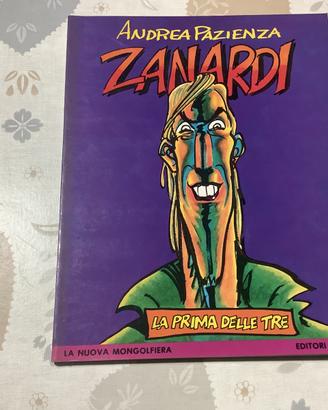 ANDREA PAZIENZA
ZANARDI
LA PRIMA DELLE TRE
LA NUOVA MONGOLFIERA EDITORI